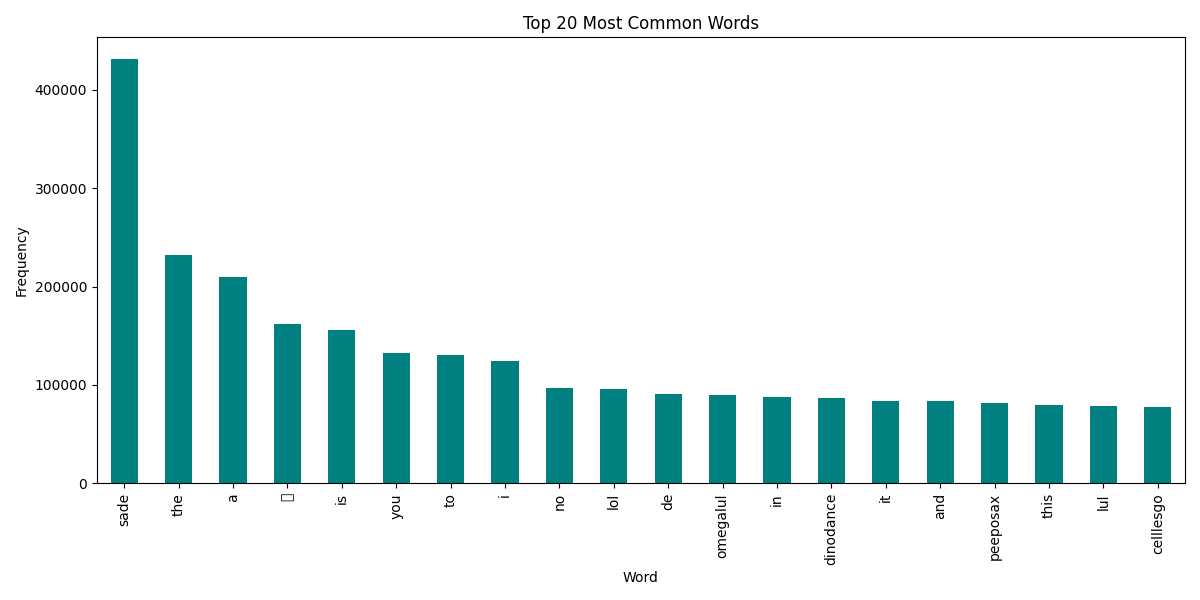 Top 20 Most Common Words
Frequency
400000
300000
200000
100000
0
sade
the
a
is
you
to
i
no
lol
de
omegalul
in
dinodance
it
and
peeposax
this
lul
celllesgo
Word